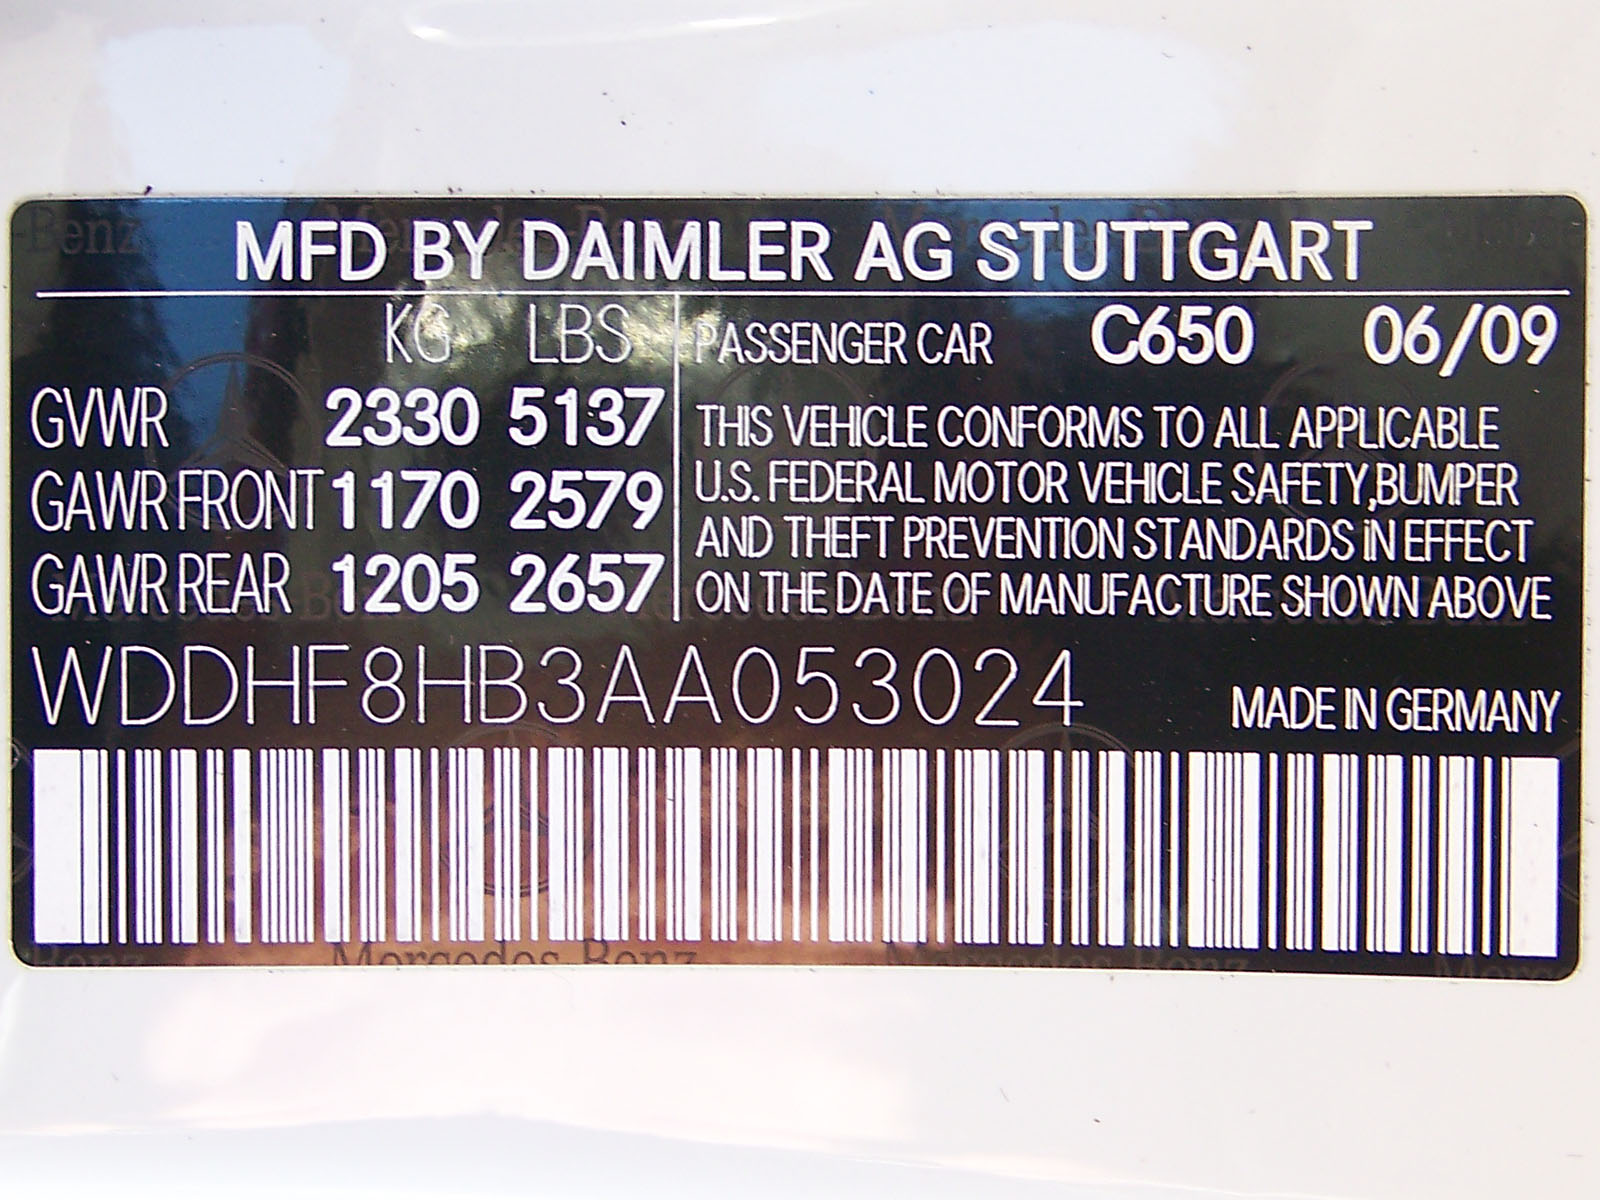 MFD BY DAIMLER AG STUTTGART
KG LBS
GVWR 2330 5137
GAWR FRONT 1170 2579
GAWR REAR 1205 2657
PASSENGER CAR C650 06/09
THIS VEHICLE CONFORMS TO ALL APPLICABLE
U.S. FEDERAL MOTOR VEHICLE SAFETY,BUMPER
AND THEFT PREVENTION STANDARDS iN EFFECT
ON THE DATE OF MANUFACTURE SHOWN ABOVE
WDDHF8HB3AA053024
MADE IN GERMANY
Mercedes-Benz